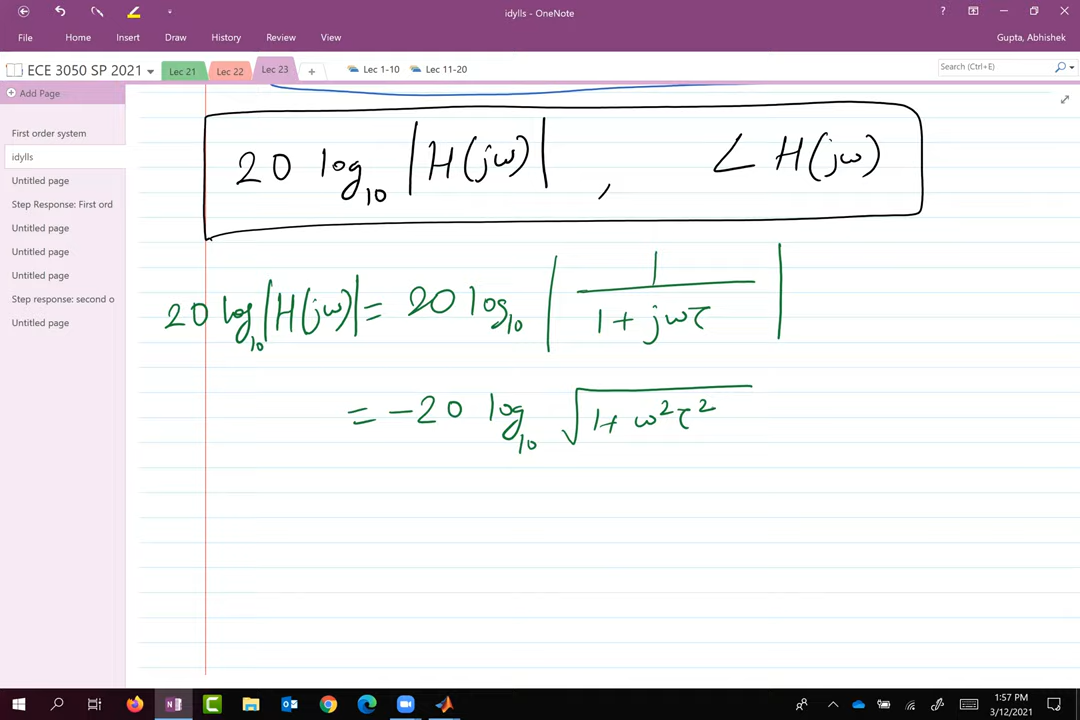 idylls - OneNote
File Home Insert Draw History Review View
Gupta, Abhishek
ECE 3050 SP 2021 Lec 21 Lec 22 Lec 23 Lec 1-10 Lec 11-20
Search (Ctrl+E)
Add Page
First order system
idylls
Untitled page
Step Response: First ord
Untitled page
Untitled page
Untitled page
Step response: second o
Untitled page
20 log₁₀ |H(jω)| , ∠ H(jω)
20 log₁₀ |H(jω)| = 20 log₁₀ | 1 / (1 + jωτ) |
= -20 log₁₀ √(1 + ω²τ²)
1:57 PM
3/12/2021